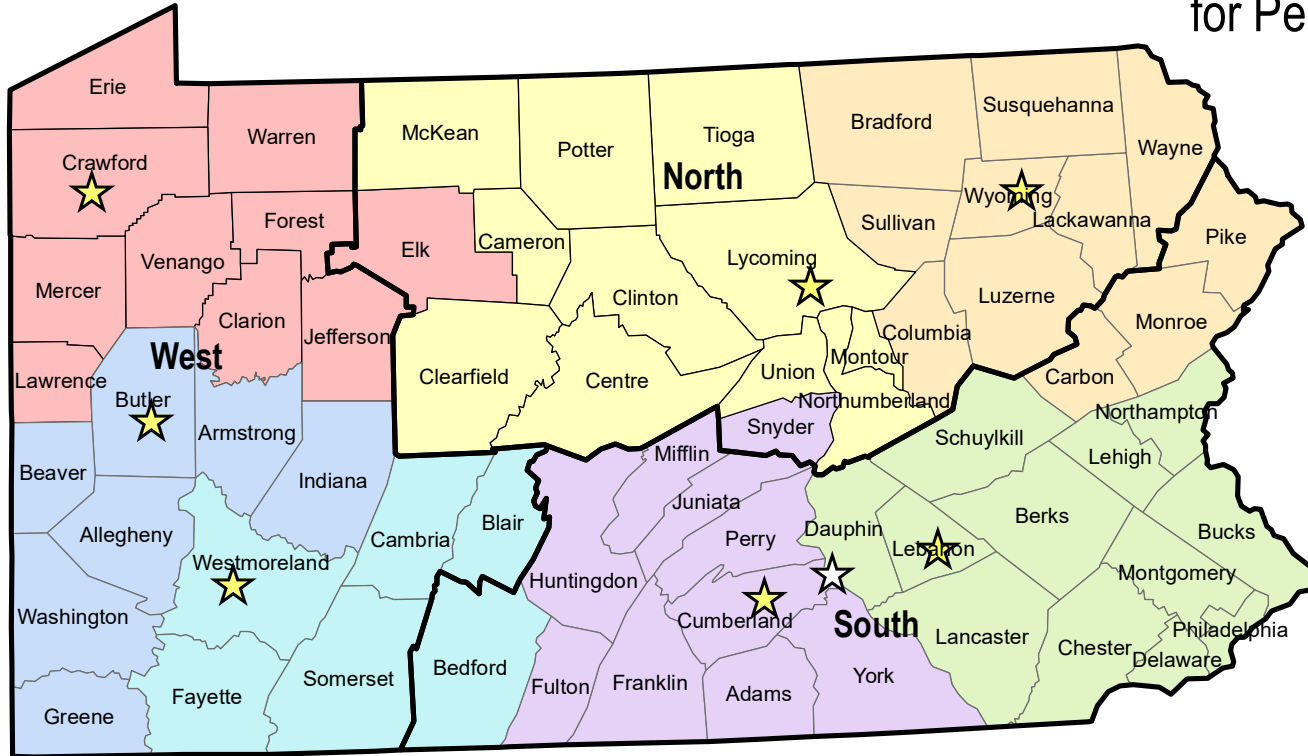 for Pe
Erie
Warren
McKean
Potter
Tioga
Bradford
Susquehanna
Wayne
Crawford
North
Wyoming
Lackawanna
Forest
Elk
Cameron
Sullivan
Pike
Venango
Lycoming
Mercer
Clinton
Luzerne
Clarion
Jefferson
Columbia
Monroe
West
Montour
Lawrence
Clearfield
Centre
Union
Carbon
Butler
Northumberland
Northampton
Armstrong
Snyder
Schuylkill
Mifflin
Lehigh
Beaver
Indiana
Juniata
Allegheny
Cambria
Blair
Perry
Dauphin
Berks
Bucks
Westmoreland
Lebanon
Huntingdon
Montgomery
Washington
Cumberland
South
Lancaster
Philadelphia
Chester
Delaware
Bedford
Somerset
Fayette
Fulton
Franklin
Adams
York
Greene